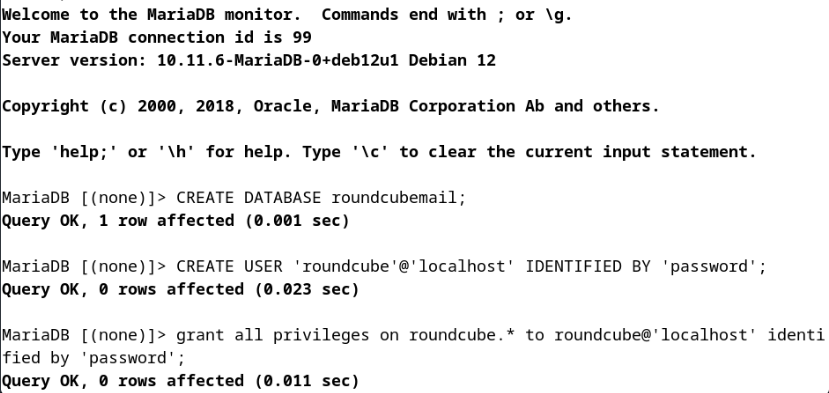 Welcome to the MariaDB monitor.  Commands end with ; or \g.
Your MariaDB connection id is 99
Server version: 10.11.6-MariaDB-0+deb12u1 Debian 12
Copyright (c) 2000, 2018, Oracle, MariaDB Corporation Ab and others.
Type 'help;' or '\h' for help. Type '\c' to clear the current input statement.
MariaDB [(none)]> CREATE DATABASE roundcubemail;
Query OK, 1 row affected (0.001 sec)
MariaDB [(none)]> CREATE USER 'roundcube'@'localhost' IDENTIFIED BY 'password';
Query OK, 0 rows affected (0.023 sec)
MariaDB [(none)]> grant all privileges on roundcube.* to roundcube@'localhost' identi
fied by 'password';
Query OK, 0 rows affected (0.011 sec)